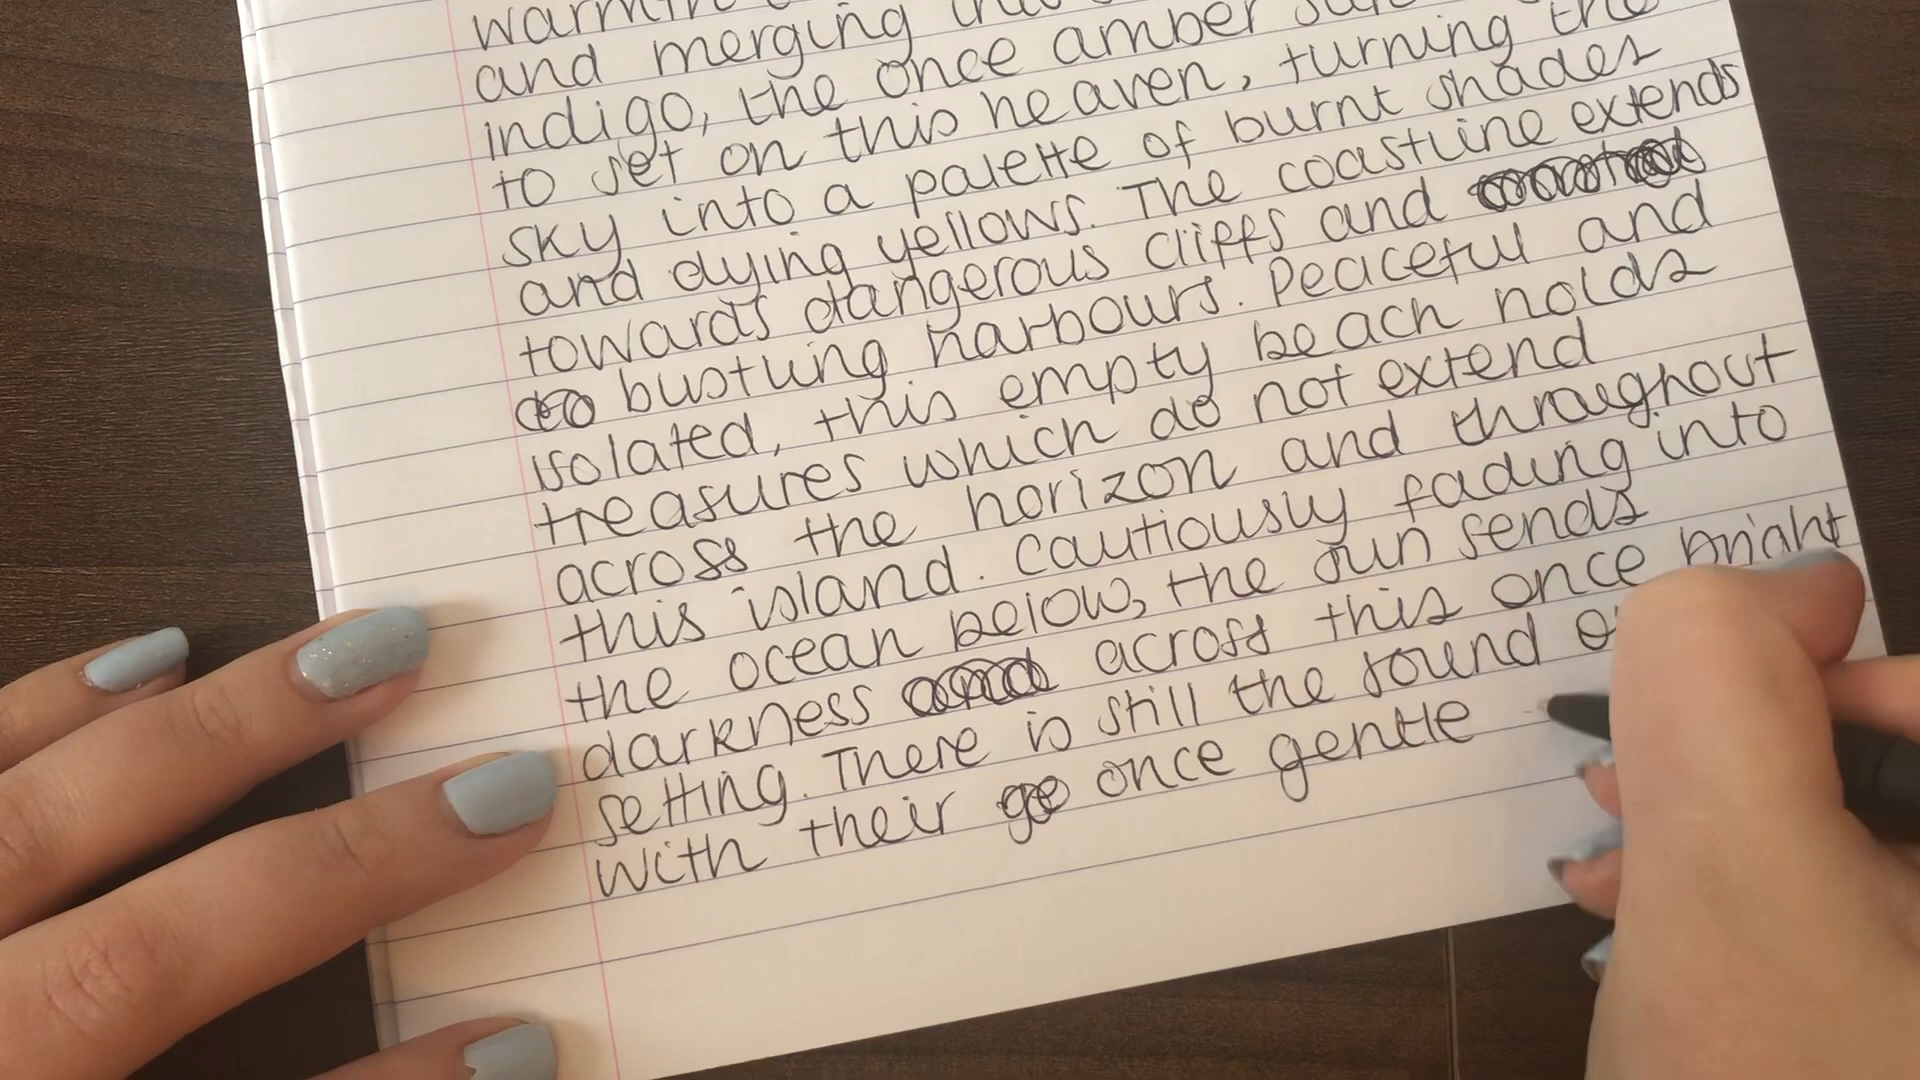 and merging
indigo, the once amber
to set on this heaven, turning the
sky into a palette of burnt shades
and dying yellows. The coastline extends
towards dangerous cliffs and
bustling harbours. Peaceful and
isolated, this empty beach holds
treasures which do not extend
across the horizon and throughout
this island. Cautiously fading into
the ocean below, the sun sends
darkness across this once bright
setting. There is still the sound
with their once gentle